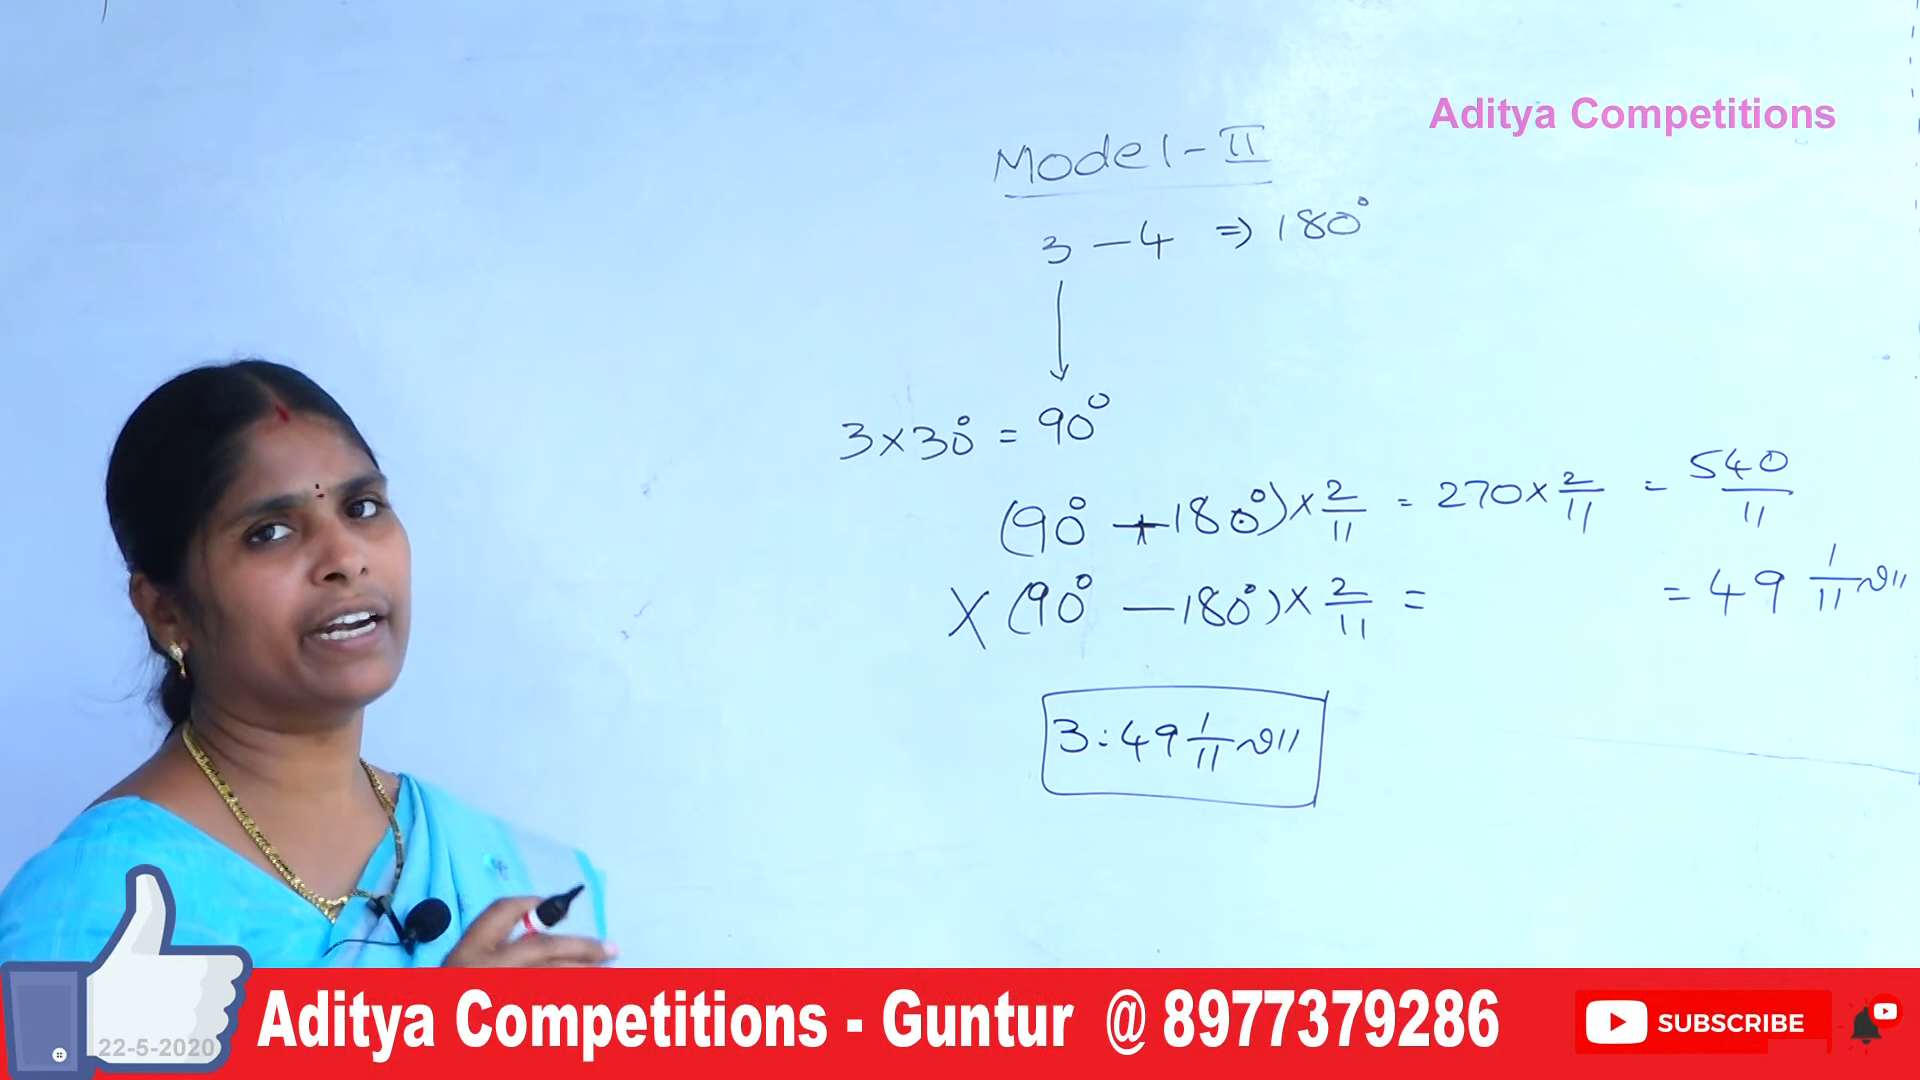 Aditya Competitions
Model-II
3 – 4 ⇒ 180°
3×30° = 90°
(90° + 180°)× 2/11 = 270× 2/11 = 540/11
= 49 1/11 ని॥
X (90° – 180°)× 2/11 =
3:49 1/11 ని॥
Aditya Competitions - Guntur @ 8977379286
SUBSCRIBE
22-5-2020